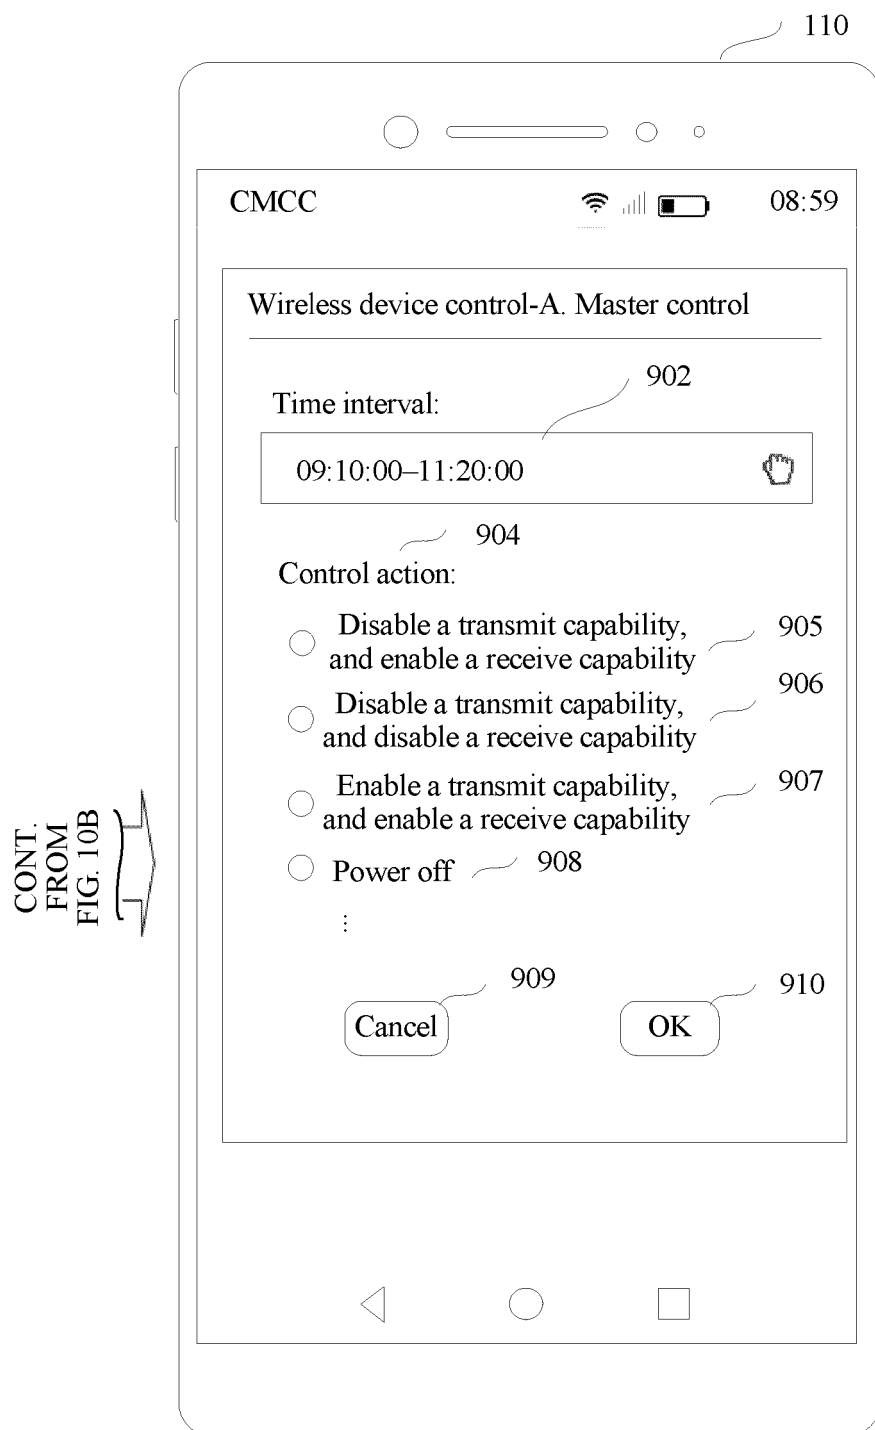 110
CMCC 08:59
Wireless device control-A. Master control
902
Time interval:
09:10:00–11:20:00
904
Control action:
Disable a transmit capability, 905
and enable a receive capability
906
Disable a transmit capability,
and disable a receive capability
Enable a transmit capability, 907
and enable a receive capability
Power off 908
⋮
CONT.
FROM
FIG. 10B
909 910
Cancel OK